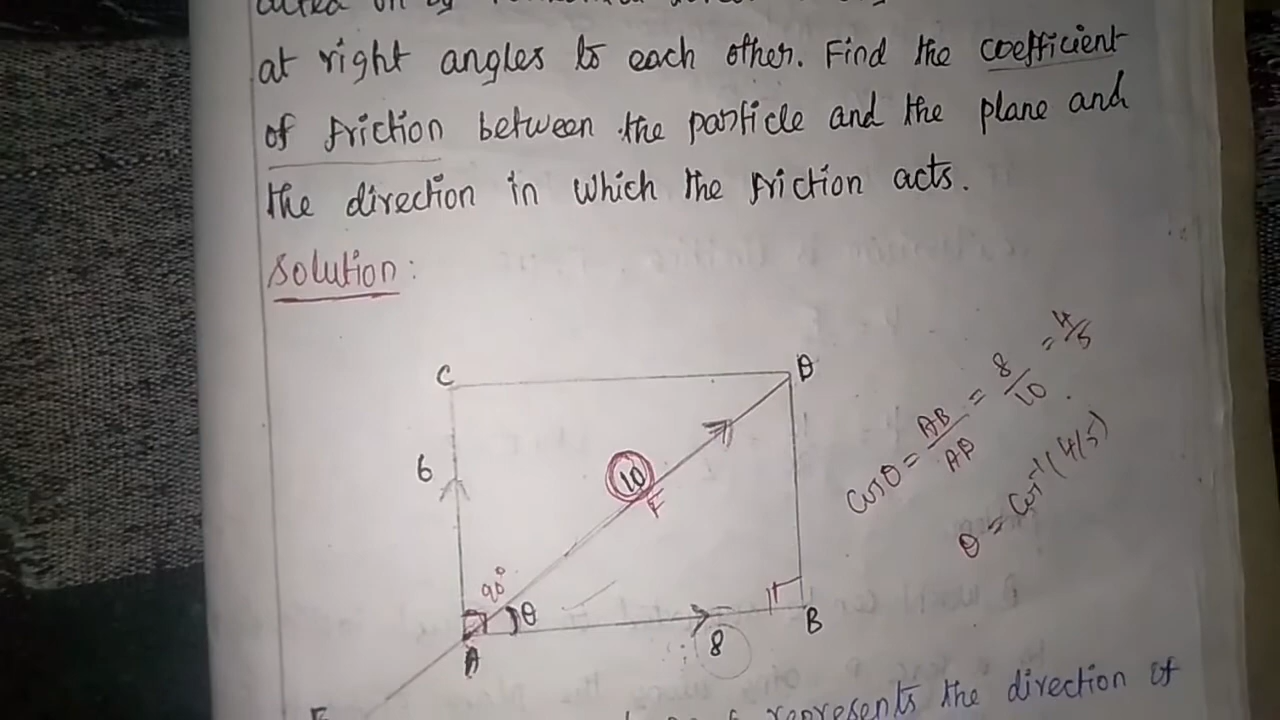 at right angles to each other. Find the coefficient
of friction between the particle and the plane and
the direction in which the friction acts.
Solution:
C
D
6
10
F
90°
θ
A
8
B
cosθ = AB/AD = 8/10 = 4/5
θ = cos⁻¹(4/5)
represents the direction of